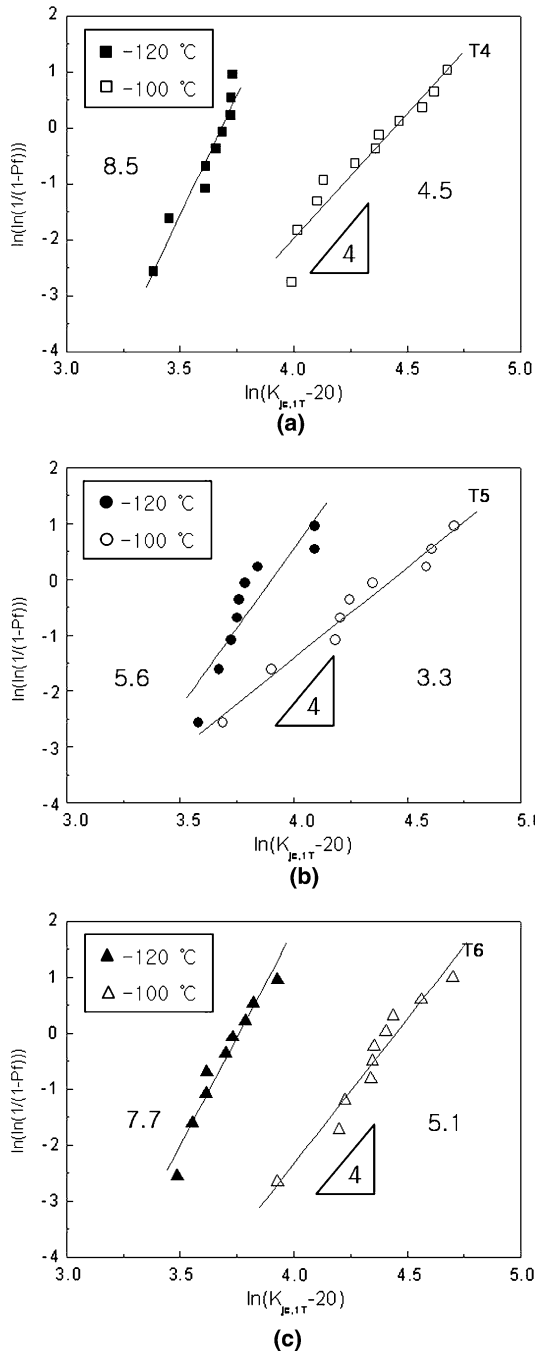 2
-120 ℃
T4
1
-100 ℃
0
8.5
4.5
-1
-2
4
-3
-4
3.0 3.5 4.0 4.5 5.0
ln(ln(1/(1-Pf)))
ln(K_jc,1T-20)
(a)
2
-120 ℃
T5
1
-100 ℃
0
-1
5.6
3.3
-2
4
-3
-4
3.0 3.5 4.0 4.5 5.0
ln(ln(1/(1-Pf)))
ln(K_jc,1T-20)
(b)
2
-120 ℃
T6
1
-100 ℃
0
-1
7.7
5.1
-2
4
-3
-4
3.0 3.5 4.0 4.5 5.0
ln(ln(1/(1-Pf)))
ln(K_jc,1T-20)
(c)